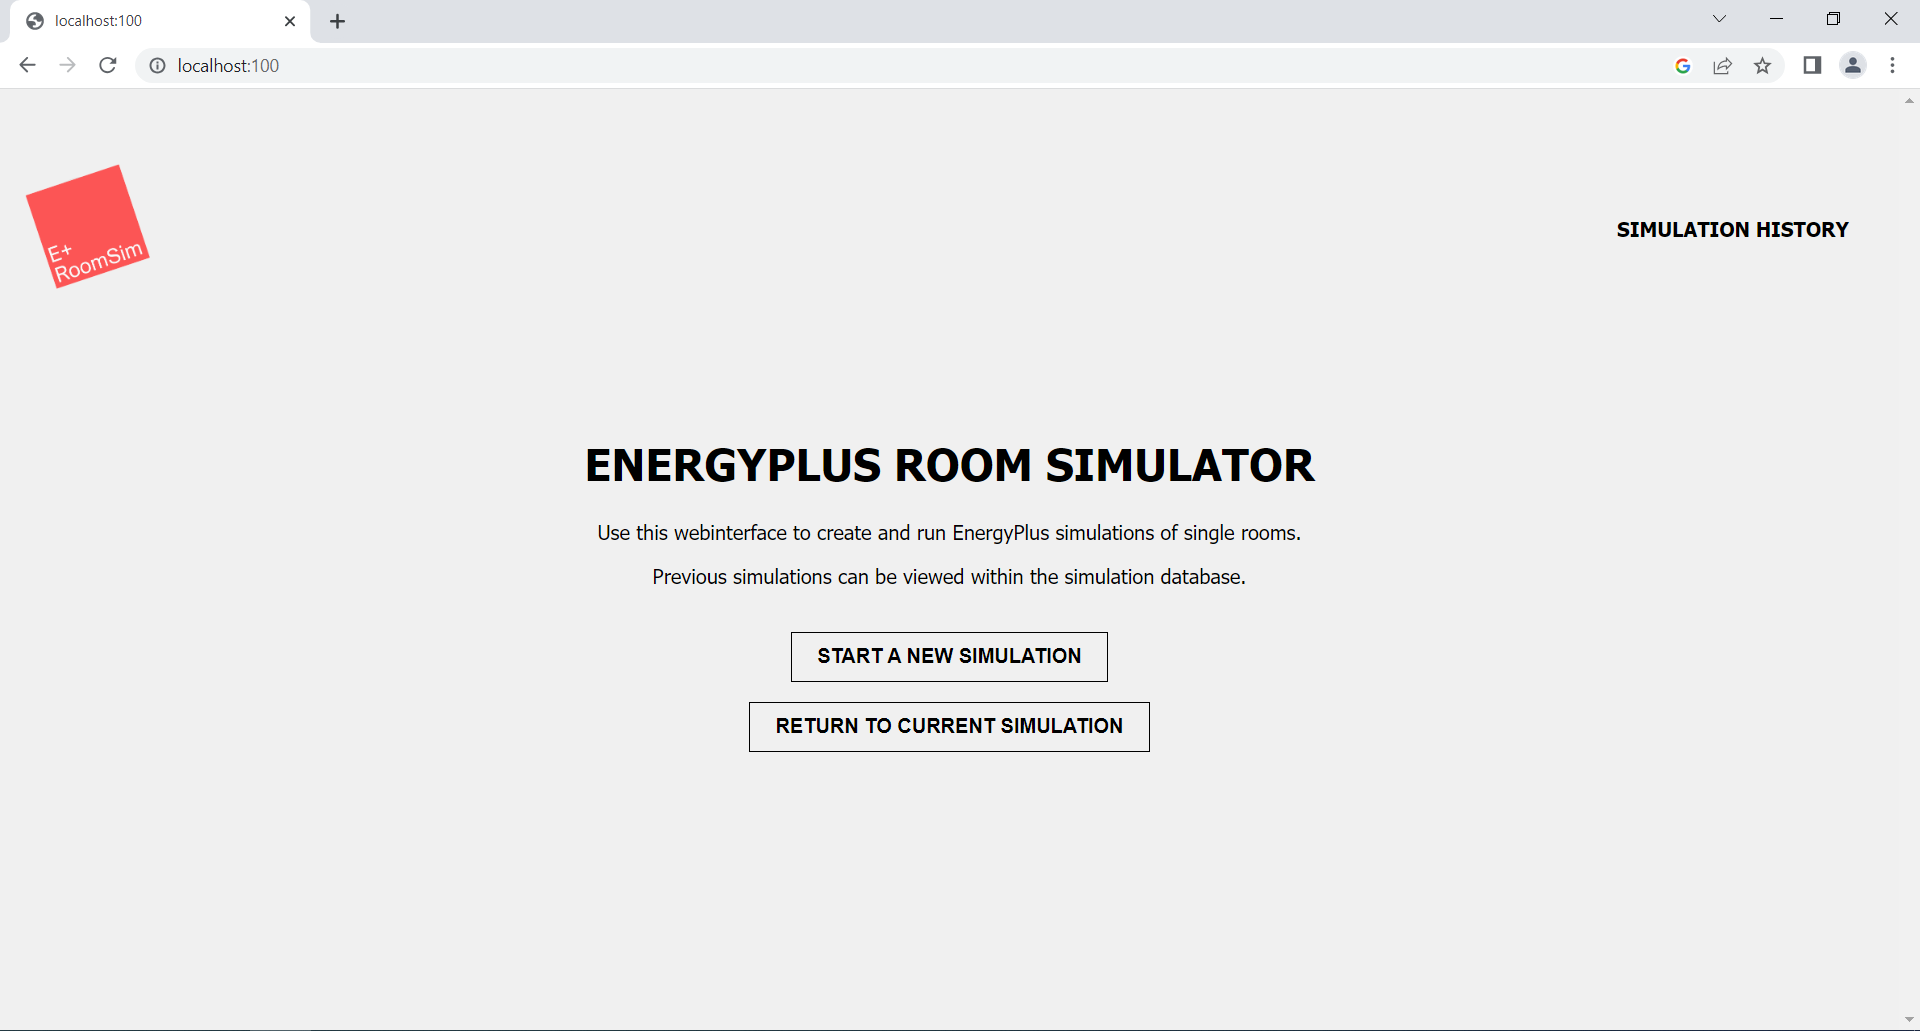 localhost:100
localhost:100
E+
RoomSim
SIMULATION HISTORY
ENERGYPLUS ROOM SIMULATOR
Use this webinterface to create and run EnergyPlus simulations of single rooms.
Previous simulations can be viewed within the simulation database.
START A NEW SIMULATION
RETURN TO CURRENT SIMULATION